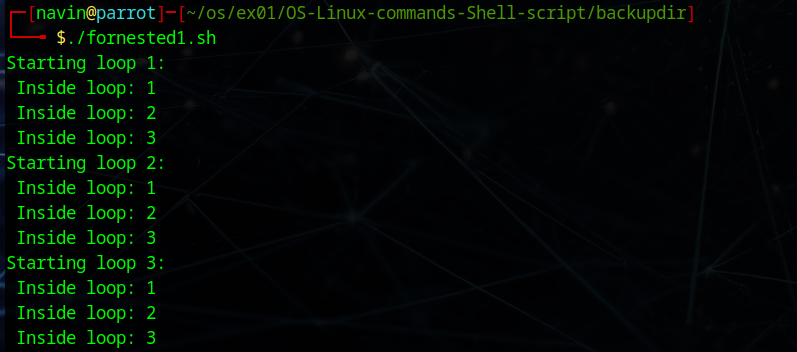 ┌─[navin@parrot]─[~/os/ex01/OS-Linux-commands-Shell-script/backupdir]
└──╼ $./fornested1.sh
Starting loop 1:
 Inside loop: 1
 Inside loop: 2
 Inside loop: 3
Starting loop 2:
 Inside loop: 1
 Inside loop: 2
 Inside loop: 3
Starting loop 3:
 Inside loop: 1
 Inside loop: 2
 Inside loop: 3